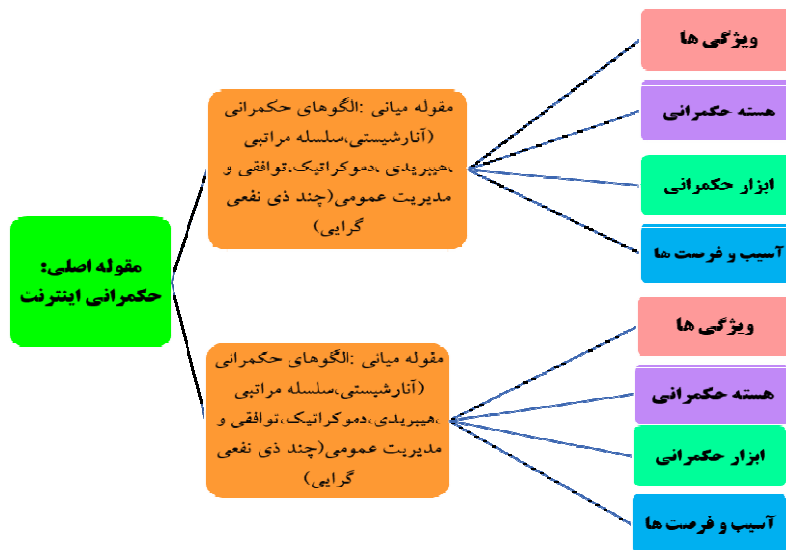 مقوله اصلی:
حکمرانی اینترنت
مقوله میانی :الگوهای حکمرانی
(آنارشیستی،سلسله مراتبی
،هیبریدی ،دموکراتیک،توافقی و
مدیریت عمومی(چند ذی نفعی
گرایی)
ویژگی ها
هسته حکمرانی
ابزار حکمرانی
آسیب و فرصت ها
مقوله میانی :الگوهای حکمرانی
(آنارشیستی،سلسله مراتبی
،هیبریدی،دموکراتیک،توافقی و
مدیریت عمومی(چند ذی نفعی
گرایی)
ویژگی ها
هسته حکمرانی
ابزار حکمرانی
آسیب و فرصت ها